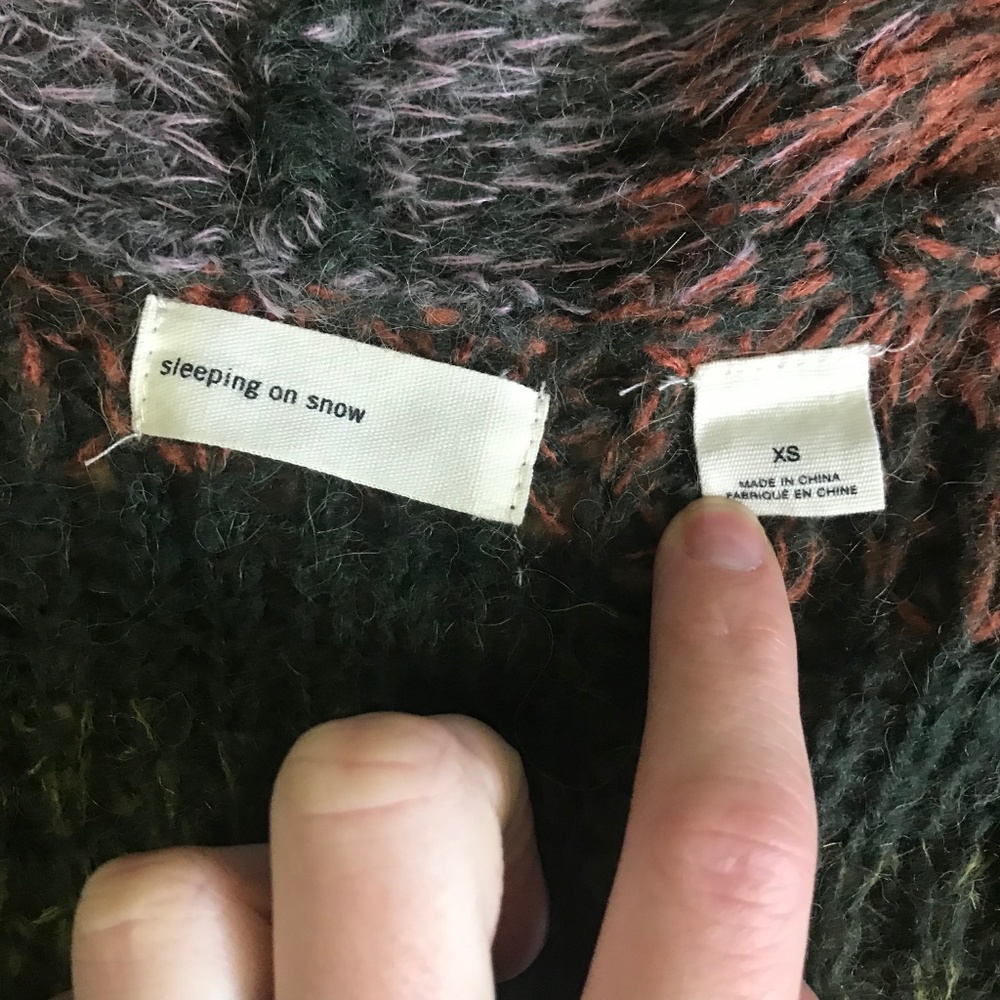 sleeping on snow
XS
MADE IN CHINA
FABRIQUÉ EN CHINE